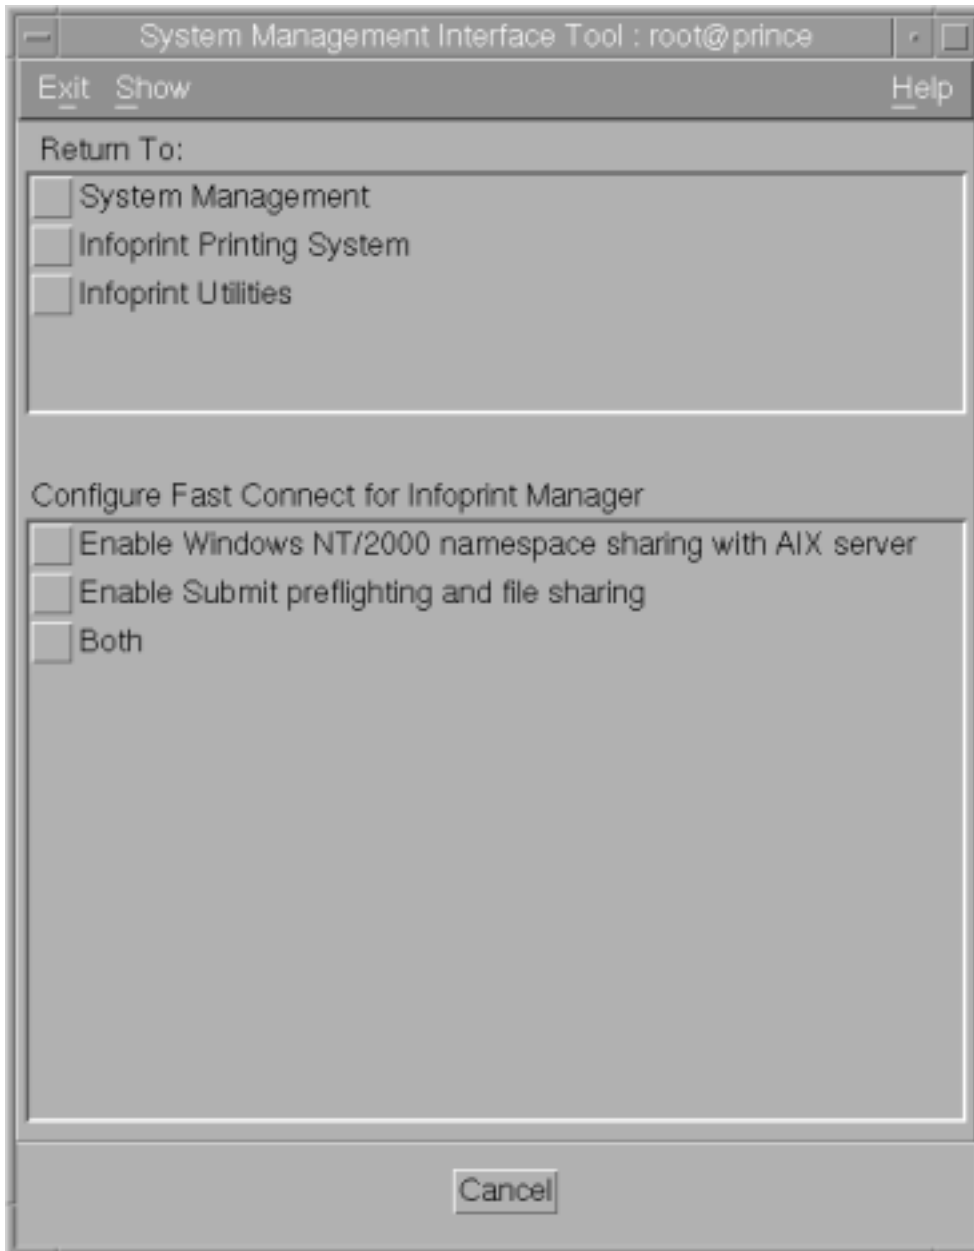 System Management Interface Tool : root@prince
Exit Show Help
Return To:
System Management
Infoprint Printing System
Infoprint Utilities
Configure Fast Connect for Infoprint Manager
Enable Windows NT/2000 namespace sharing with AIX server
Enable Submit preflighting and file sharing
Both
Cancel